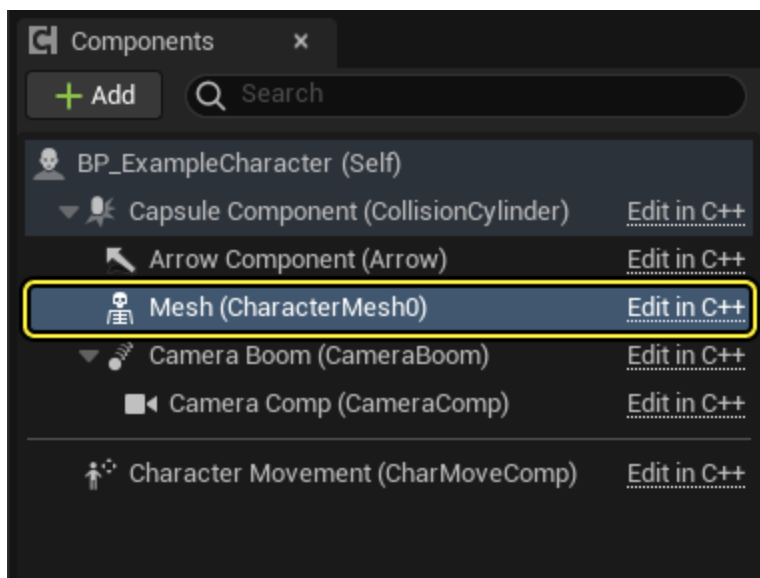 Components ×
+ Add Search
BP_ExampleCharacter (Self)
Capsule Component (CollisionCylinder) Edit in C++
Arrow Component (Arrow) Edit in C++
Mesh (CharacterMesh0) Edit in C++
Camera Boom (CameraBoom) Edit in C++
Camera Comp (CameraComp) Edit in C++
Character Movement (CharMoveComp) Edit in C++